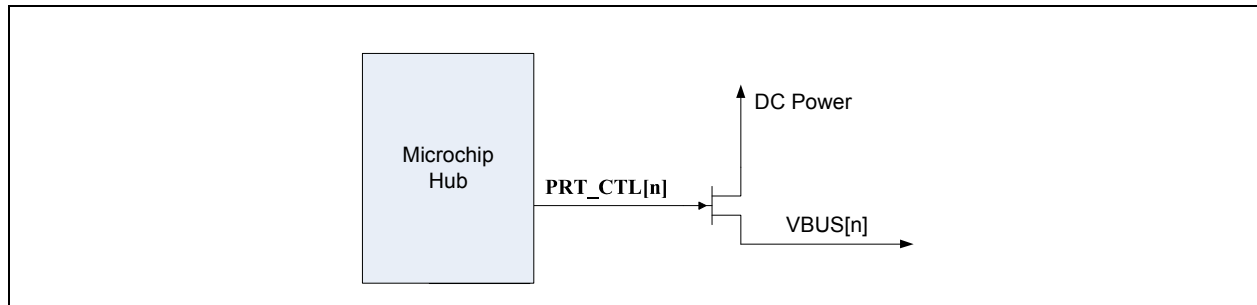 DC Power
Microchip
Hub
PRT_CTL[n]
VBUS[n]